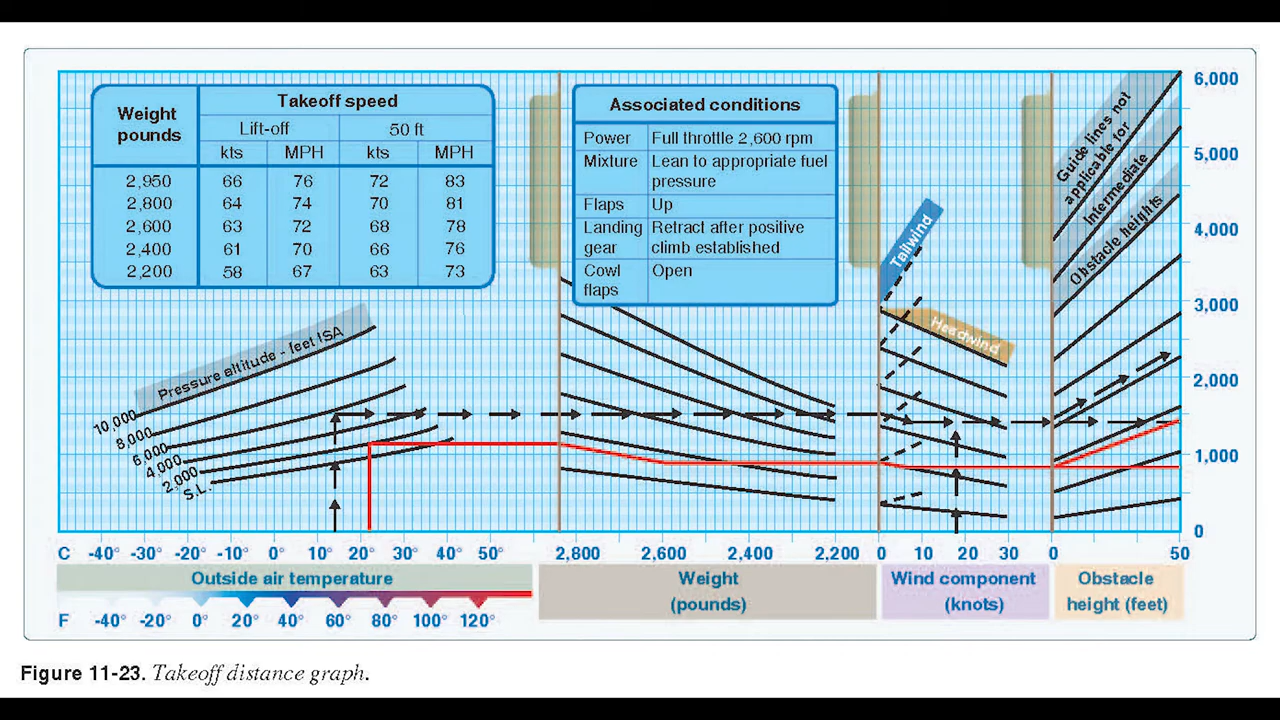 Weight pounds
Takeoff speed
Lift-off 50 ft
kts MPH kts MPH
2,950 66 76 72 83
2,800 64 74 70 81
2,600 63 72 68 78
2,400 61 70 66 76
2,200 58 67 63 73
Associated conditions
Power Full throttle 2,600 rpm
Mixture Lean to appropriate fuel
pressure
Flaps Up
Landing Retract after positive
gear climb established
Cowl Open
flaps
Pressure altitude - feet ISA
10,000
8,000
6,000
4,000
2,000
S.L.
Tailwind
Headwind
Guide lines not
applicable for
Intermediate
Obstacle heights
6,000
5,000
4,000
3,000
2,000
1,000
0
C -40° -30° -20° -10° 0° 10° 20° 30° 40° 50° 2,800 2,600 2,400 2,200 0 10 20 30 0 50
Outside air temperature
Weight
(pounds)
Wind component
(knots)
Obstacle
height (feet)
F -40° -20° 0° 20° 40° 60° 80° 100° 120°
Figure 11-23. Takeoff distance graph.